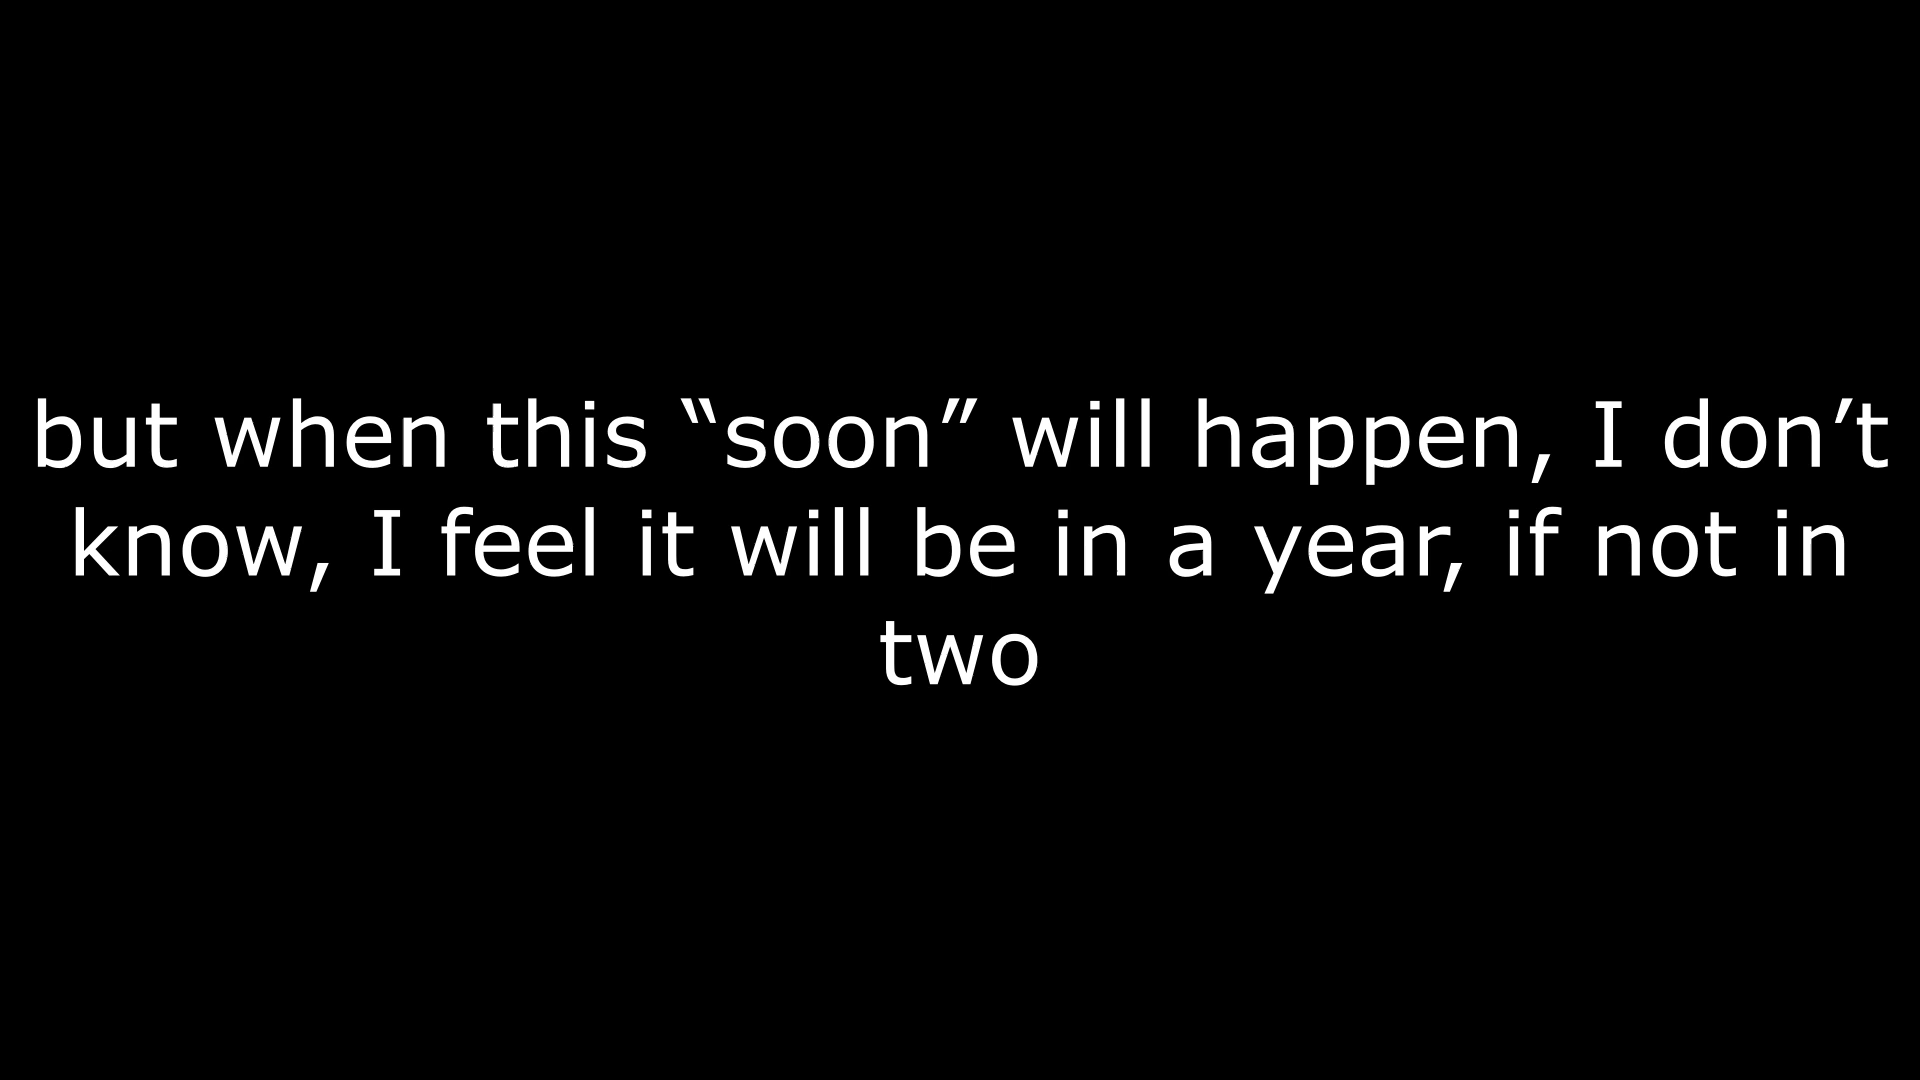 but when this “soon” will happen, I don’t
know, I feel it will be in a year, if not in
two